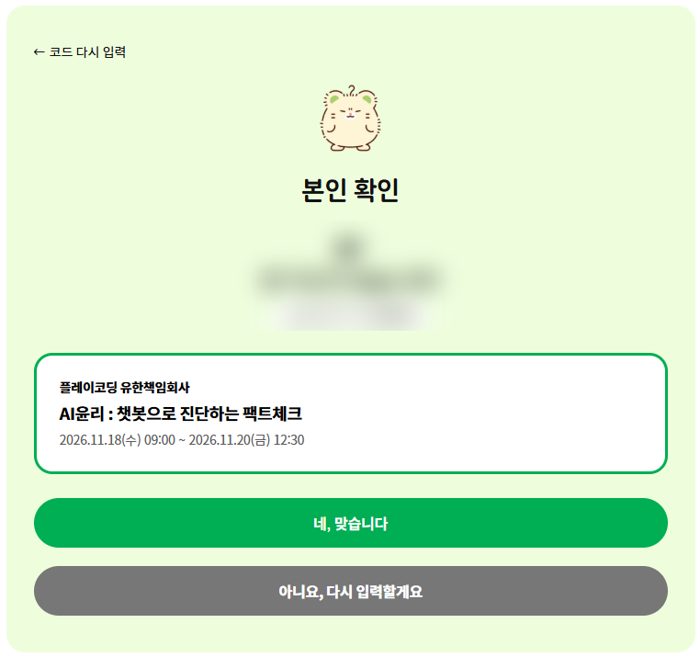 ← 코드 다시 입력
본인 확인
플레이코딩 유한책임회사
AI윤리 : 챗봇으로 진단하는 팩트체크
2026.11.18(수) 09:00 ~ 2026.11.20(금) 12:30
네, 맞습니다
아니요, 다시 입력할게요